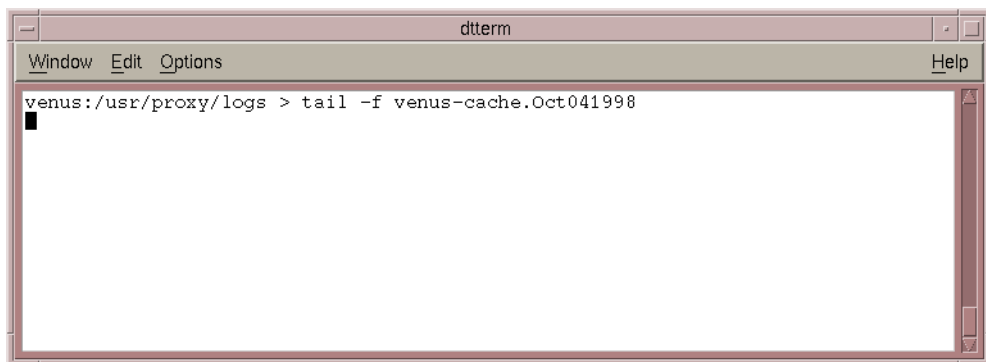 dtterm
Window Edit Options Help
venus:/usr/proxy/logs > tail -f venus-cache.Oct041998